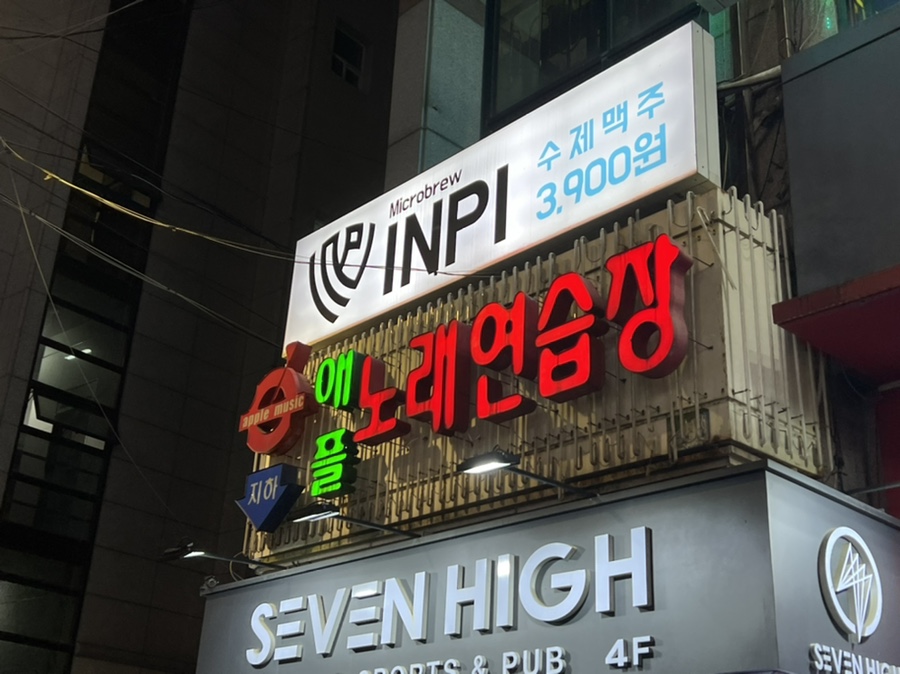 Microbrew
INPI
수제맥주
3.900원
apple music
애플
노래연습장
지하
SEVEN HIGH
SPORTS & PUB 4F
SEVEN HIGH